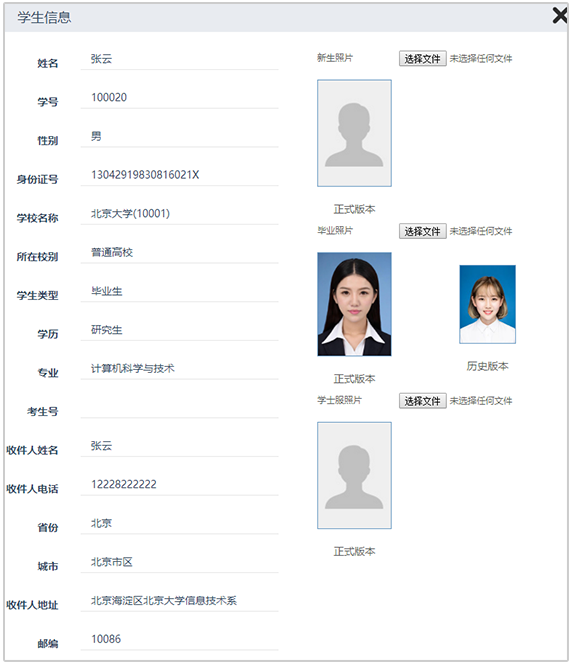 学生信息
姓名 张云
学号 100020
性别 男
身份证号 13042919830816021X
学校名称 北京大学(10001)
所在校别 普通高校
学生类型 毕业生
学历 研究生
专业 计算机科学与技术
考生号
收件人姓名 张云
收件人电话 12228222222
省份 北京
城市 北京市区
收件人地址 北京海淀区北京大学信息技术系
邮编 10086
新生照片 选择文件 未选择任何文件
正式版本
毕业照片 选择文件 未选择任何文件
正式版本 历史版本
学士服照片 选择文件 未选择任何文件
正式版本